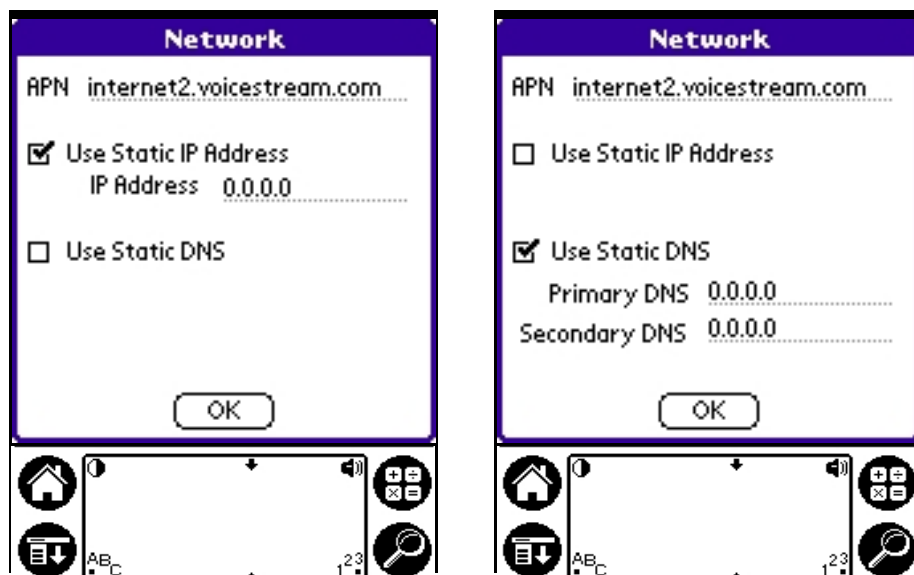 Network
APN internet2.voicestream.com
Use Static IP Address
IP Address 0.0.0.0
Use Static DNS
OK
ABC
123
Network
APN internet2.voicestream.com
Use Static IP Address
Use Static DNS
Primary DNS 0.0.0.0
Secondary DNS 0.0.0.0
OK
ABC
123